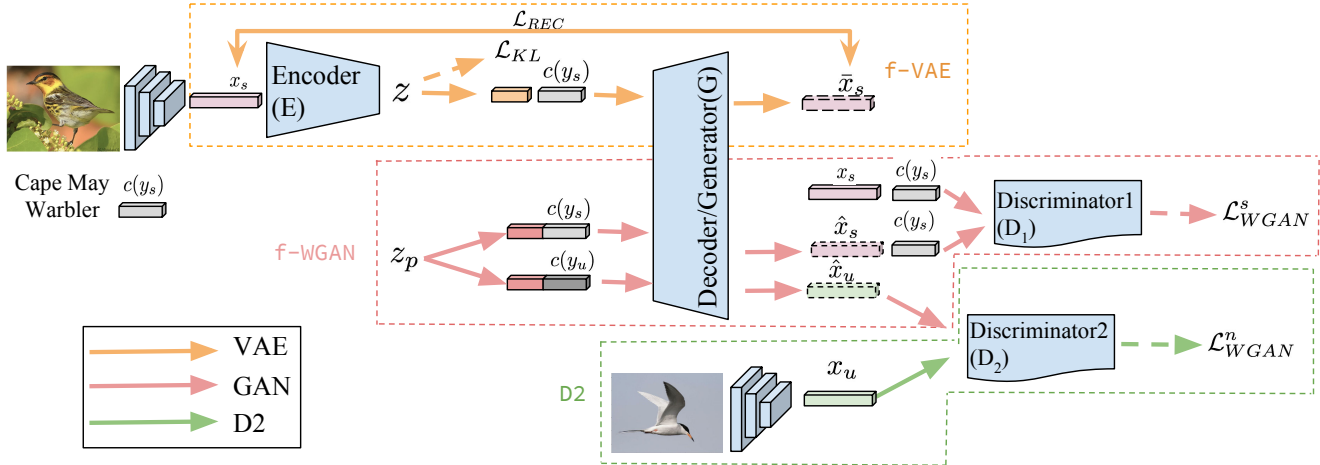 ℒ_REC
x_s
Encoder
(E)
z
ℒ_KL
c(y_s)
x̄_s
f-VAE
Decoder/Generator(G)
Cape May
Warbler
c(y_s)
f-WGAN
z_p
c(y_s)
c(y_u)
x_s
c(y_s)
x̂_s
c(y_s)
x̂_u
Discriminator1
(D_1)
ℒ^s_WGAN
Discriminator2
(D_2)
ℒ^n_WGAN
D2
x_u
VAE
GAN
D2